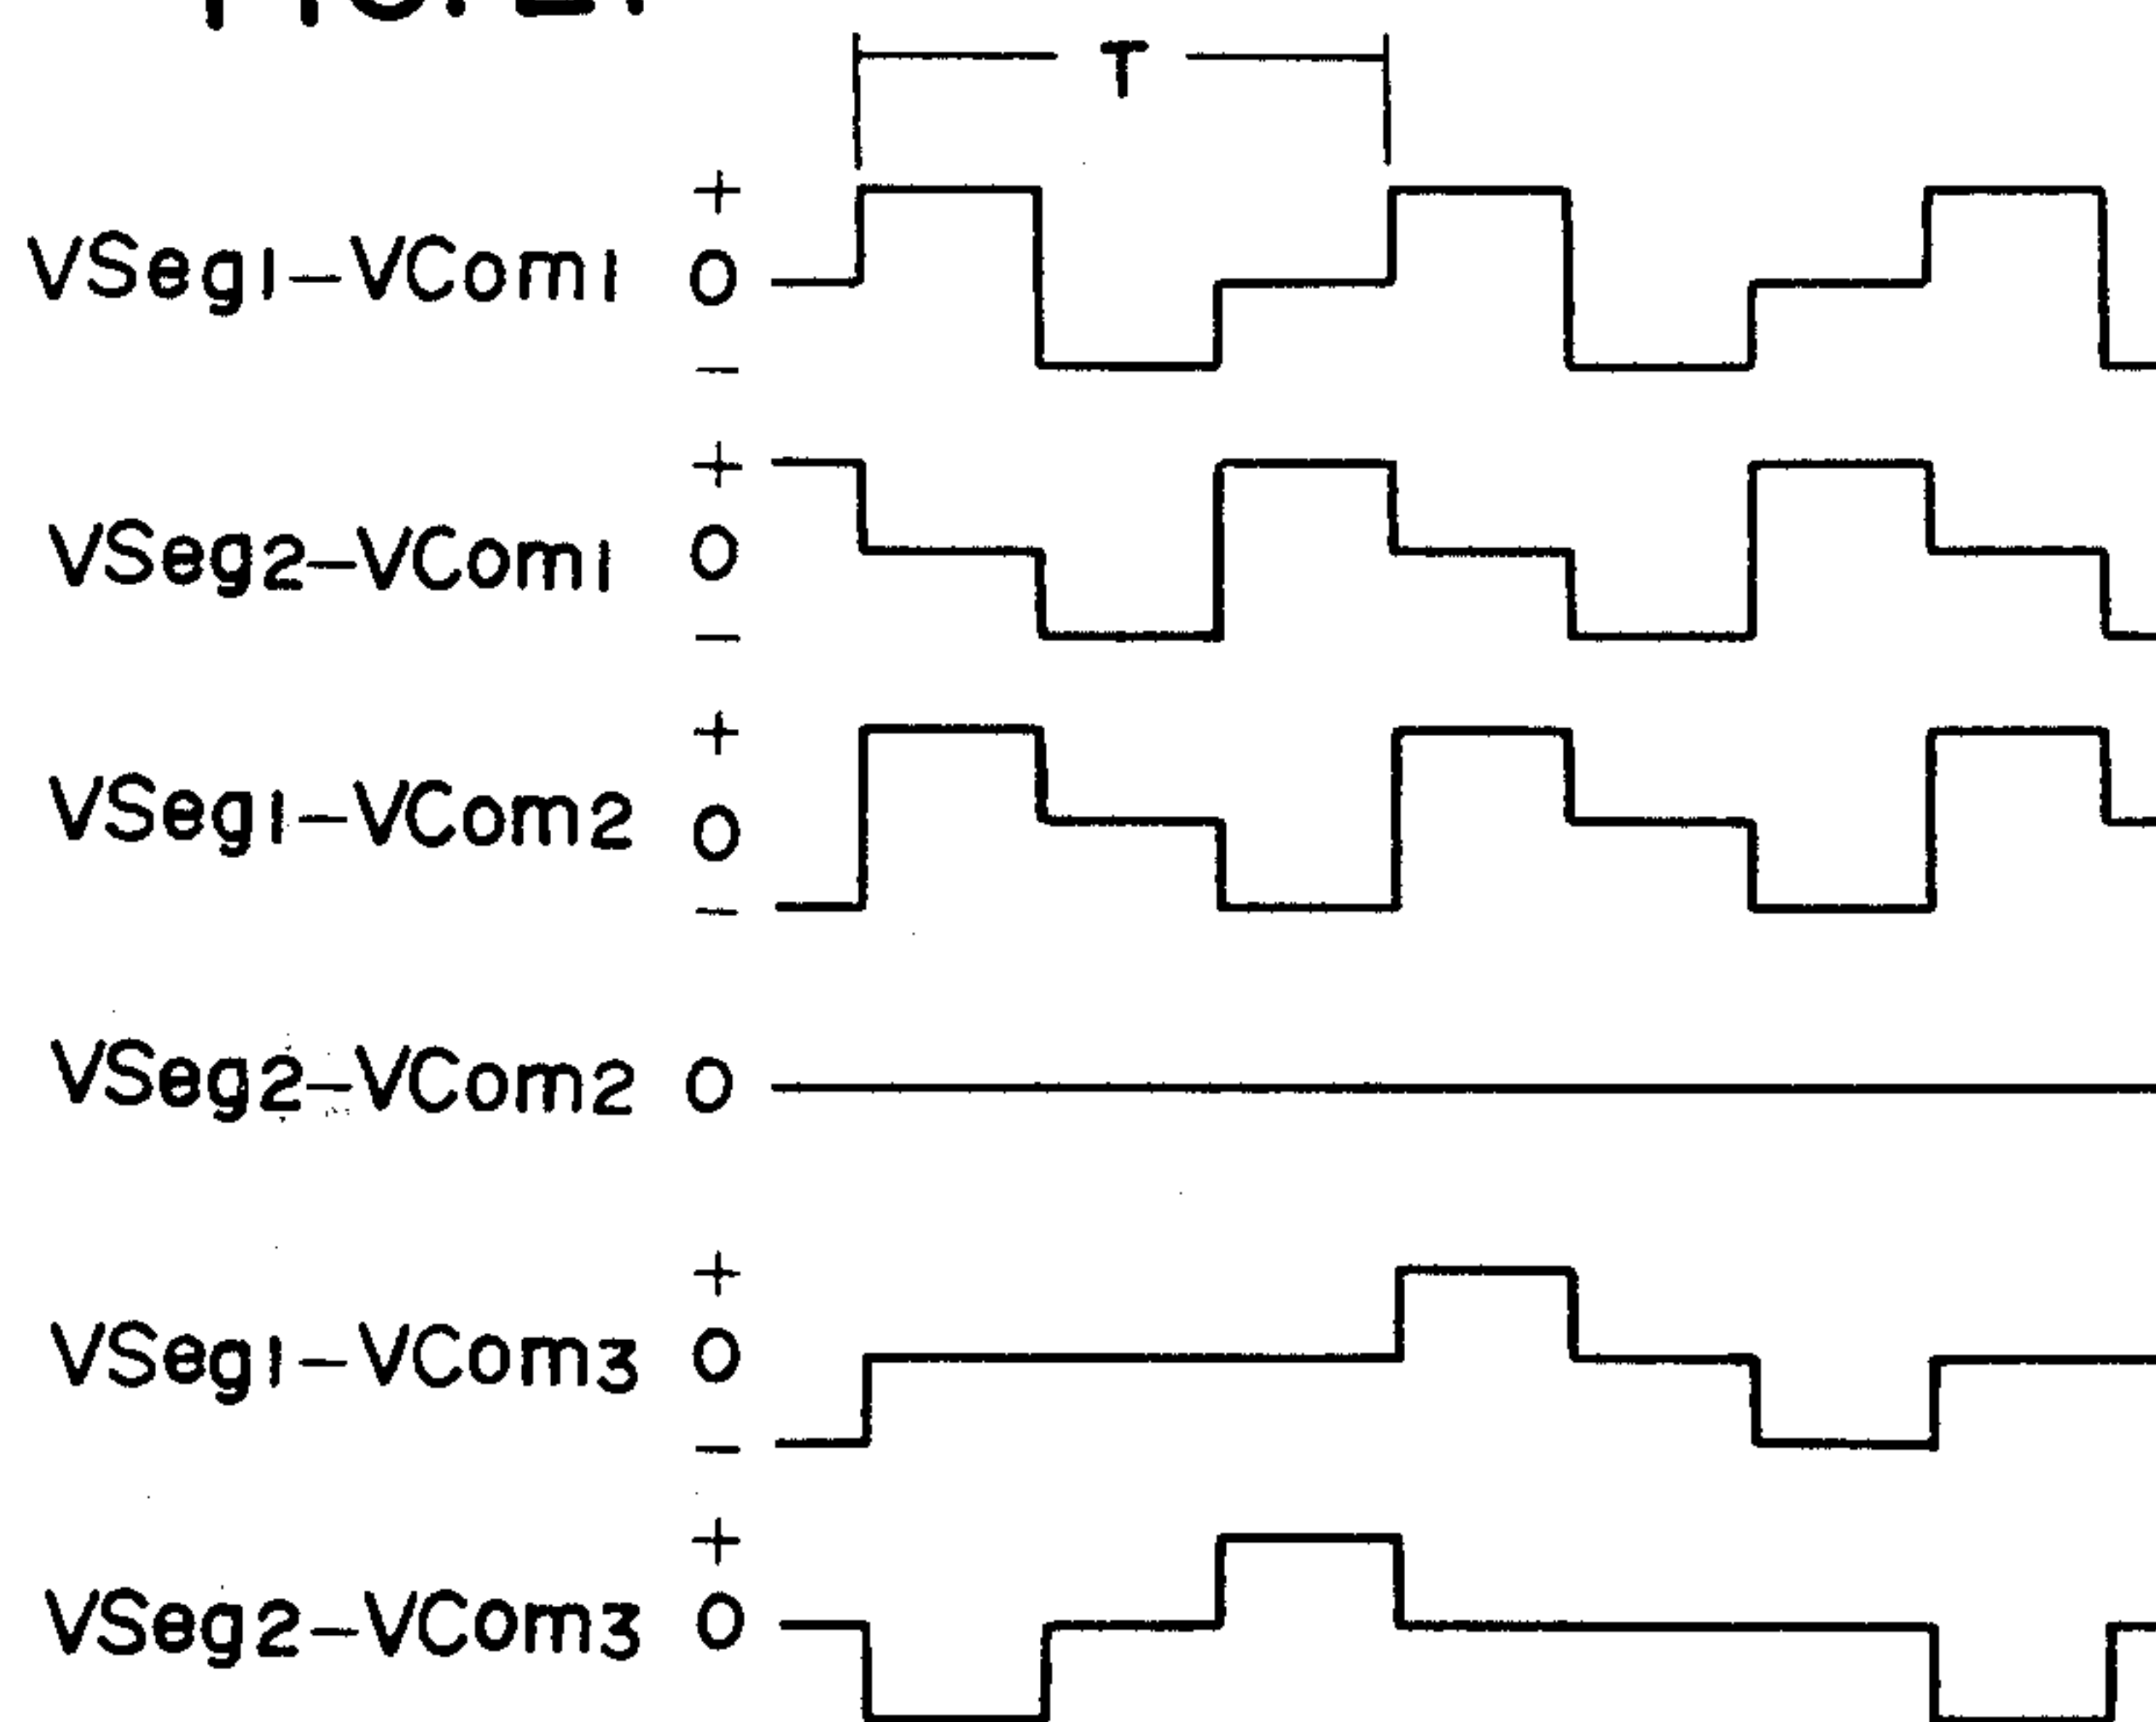 T
+
VSeg1-VCom1 0
-
+
VSeg2-VCom1 0
-
+
VSeg1-VCom2 0
-
VSeg2-VCom2 0
+
VSeg1-VCom3 0
-
+
VSeg2-VCom3 0